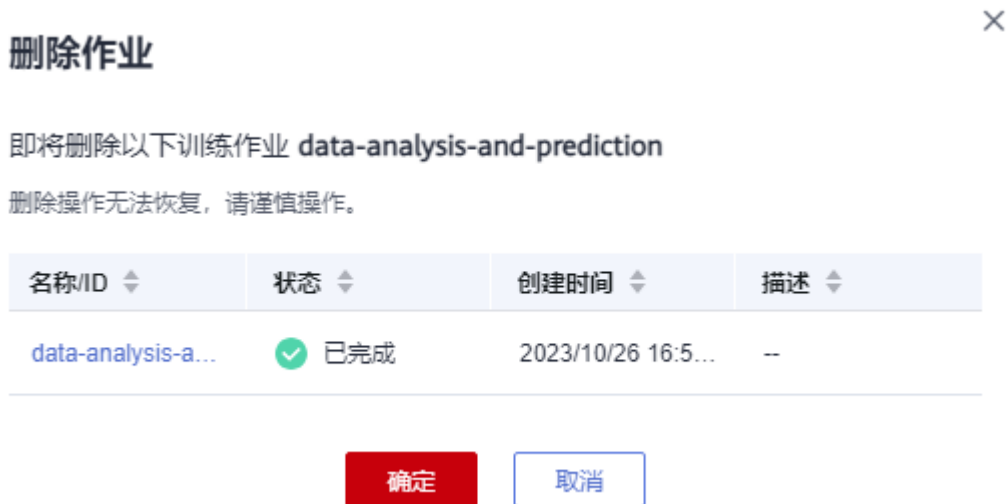 删除作业
即将删除以下训练作业 data-analysis-and-prediction
删除操作无法恢复，请谨慎操作。
名称/ID 状态 创建时间 描述
data-analysis-a... 已完成 2023/10/26 16:5... --
确定 取消